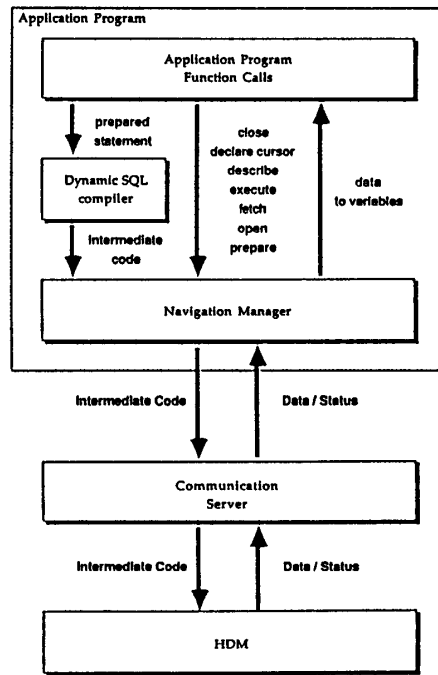 Application Program
Application Program
Function Calls
prepared
statement
close
declare cursor
describe
execute
fetch
open
prepare
data
to variables
Dynamic SQL
compiler
intermediate
code
Navigation Manager
Intermediate Code
Data / Status
Communication
Server
Intermediate Code
Data / Status
HDM